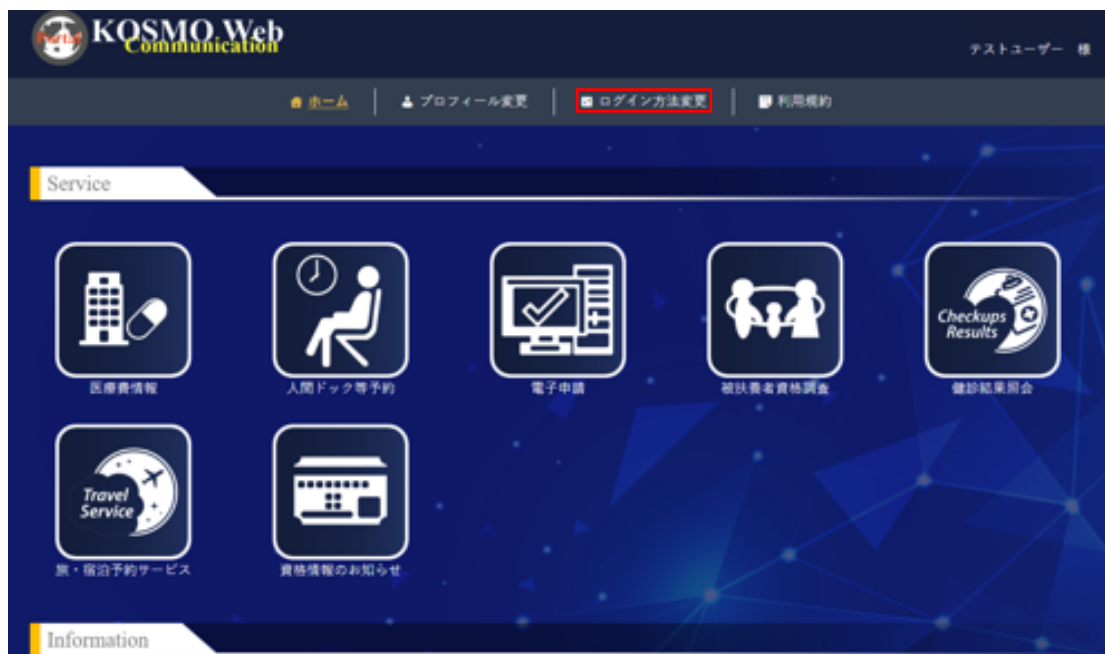 Portal KOSMO Web
Communication
テストユーザー 様
ホーム
プロフィール変更
ログイン方法変更
利用規約
Service
Checkups
Results
医療費情報
人間ドック等予約
電子申請
被扶養者資格調査
健診結果照会
Travel
Service
旅・宿泊予約サービス
資格情報のお知らせ
Information